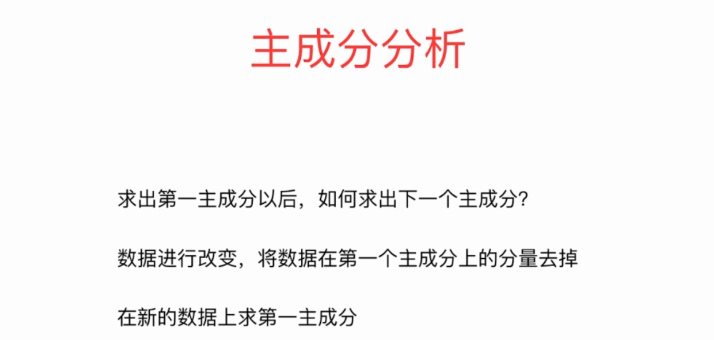 主成分分析
求出第一主成分以后，如何求出下一个主成分？
数据进行改变，将数据在第一个主成分上的分量去掉
在新的数据上求第一主成分